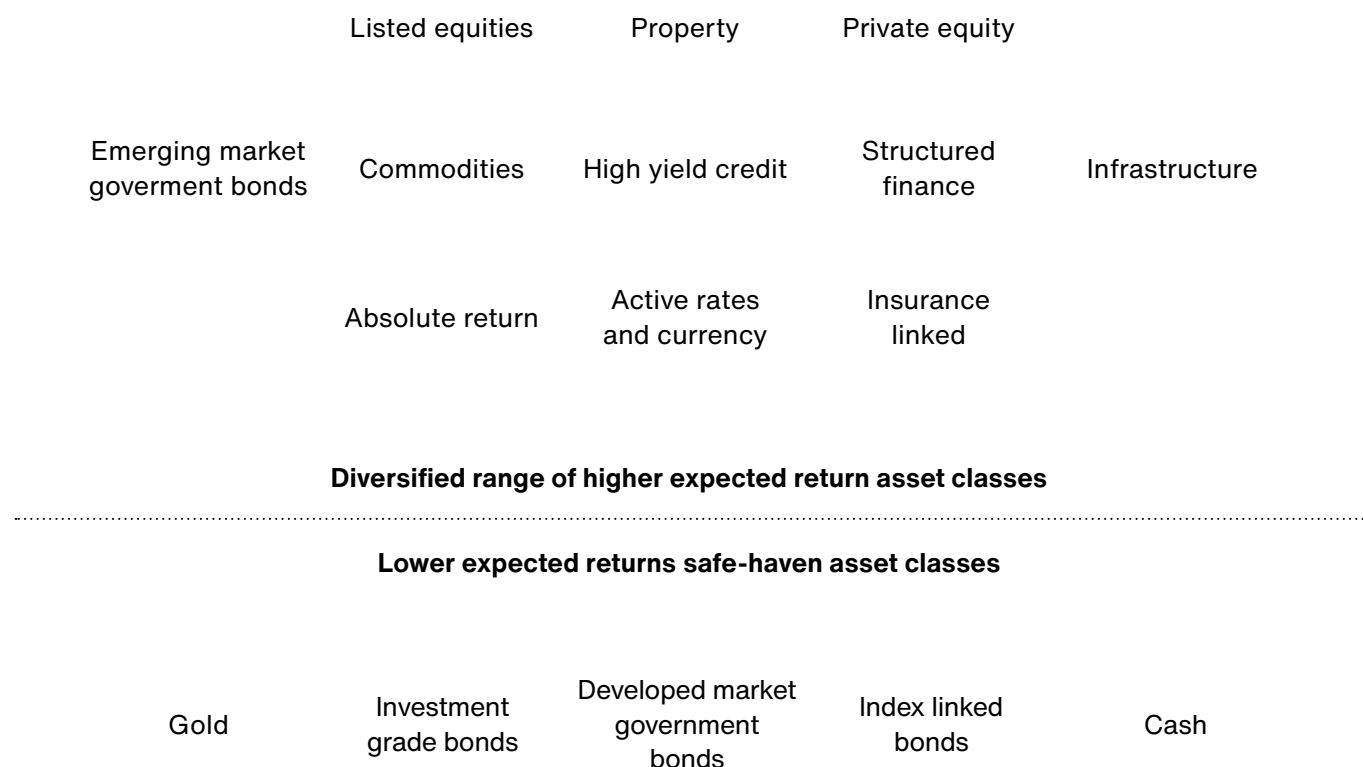 Listed equities Property Private equity
Emerging market
goverment bonds
Commodities
High yield credit
Structured
finance
Infrastructure
Absolute return
Active rates
and currency
Insurance
linked
Diversified range of higher expected return asset classes
Lower expected returns safe-haven asset classes
Gold
Investment
grade bonds
Developed market
government
bonds
Index linked
bonds
Cash